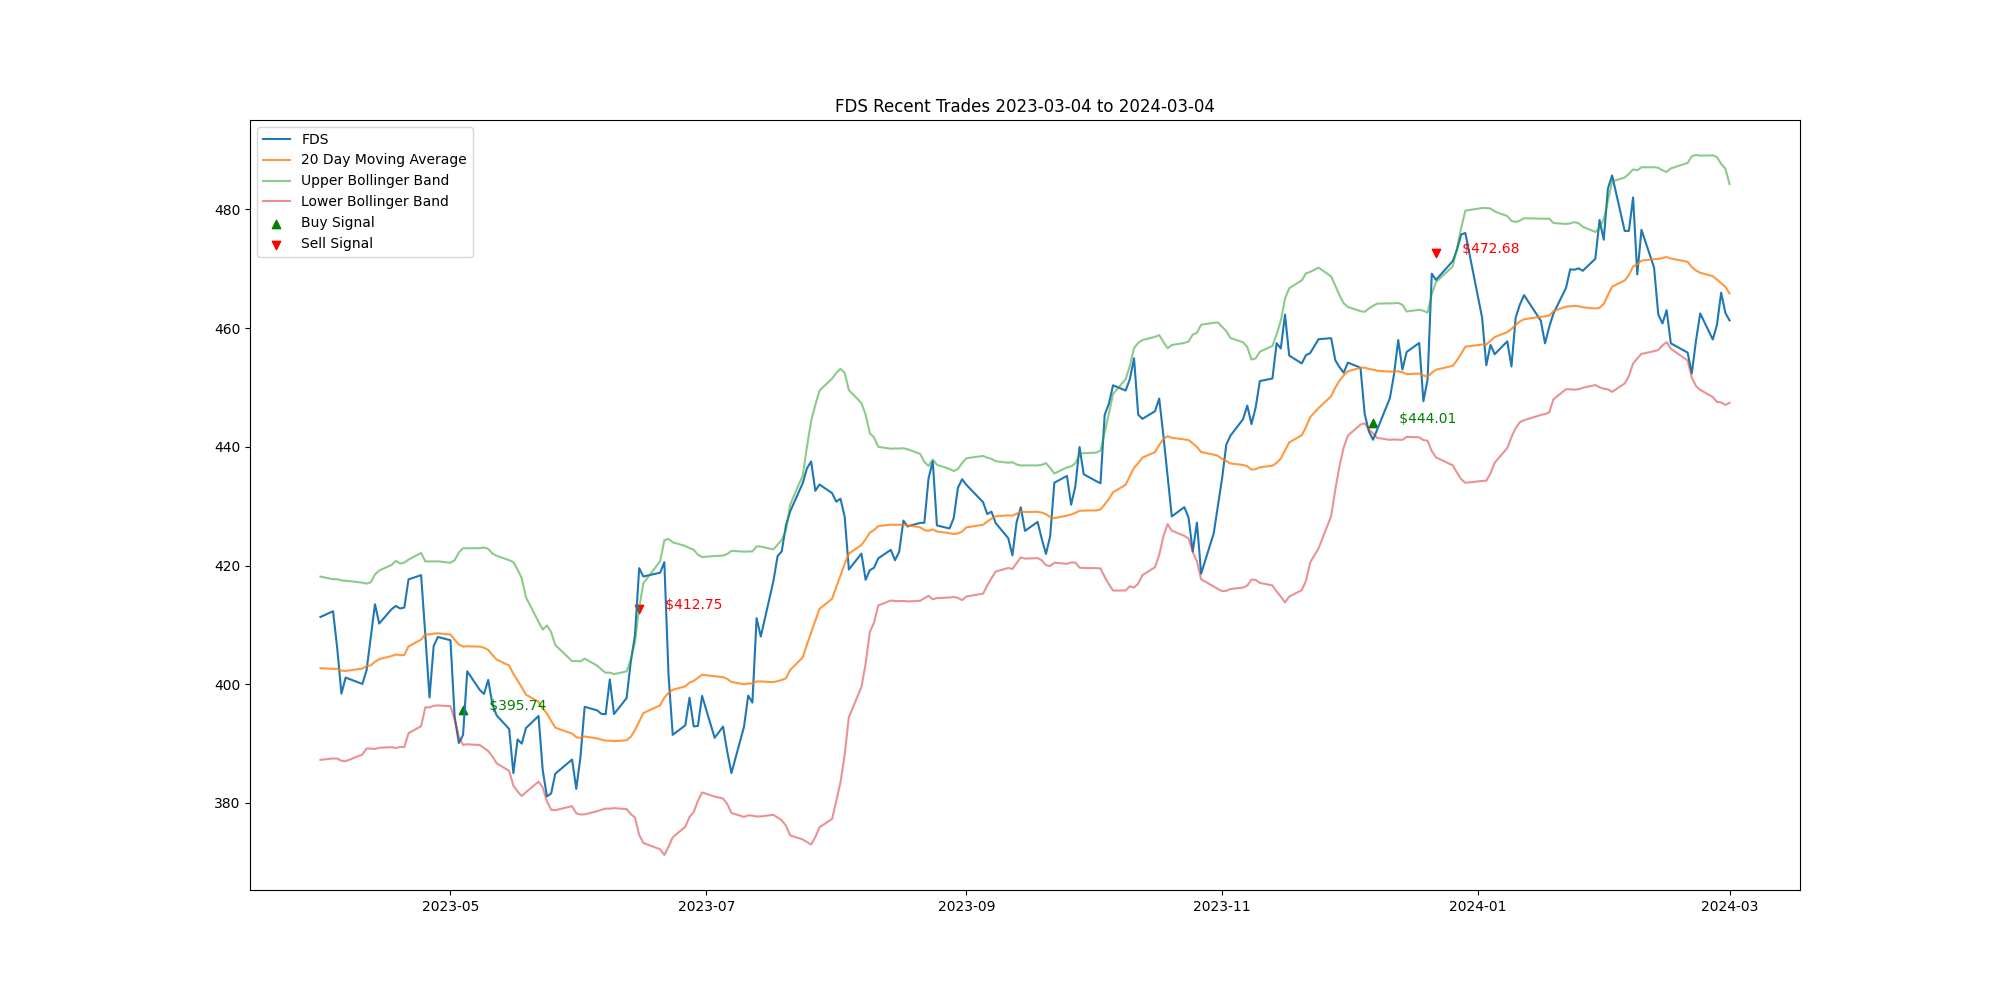 FDS Recent Trades 2023-03-04 to 2024-03-04
FDS
20 Day Moving Average
Upper Bollinger Band
Lower Bollinger Band
Buy Signal
Sell Signal
480
460
440
420
400
380
$472.68
$444.01
$412.75
$395.74
2023-05
2023-07
2023-09
2023-11
2024-01
2024-03